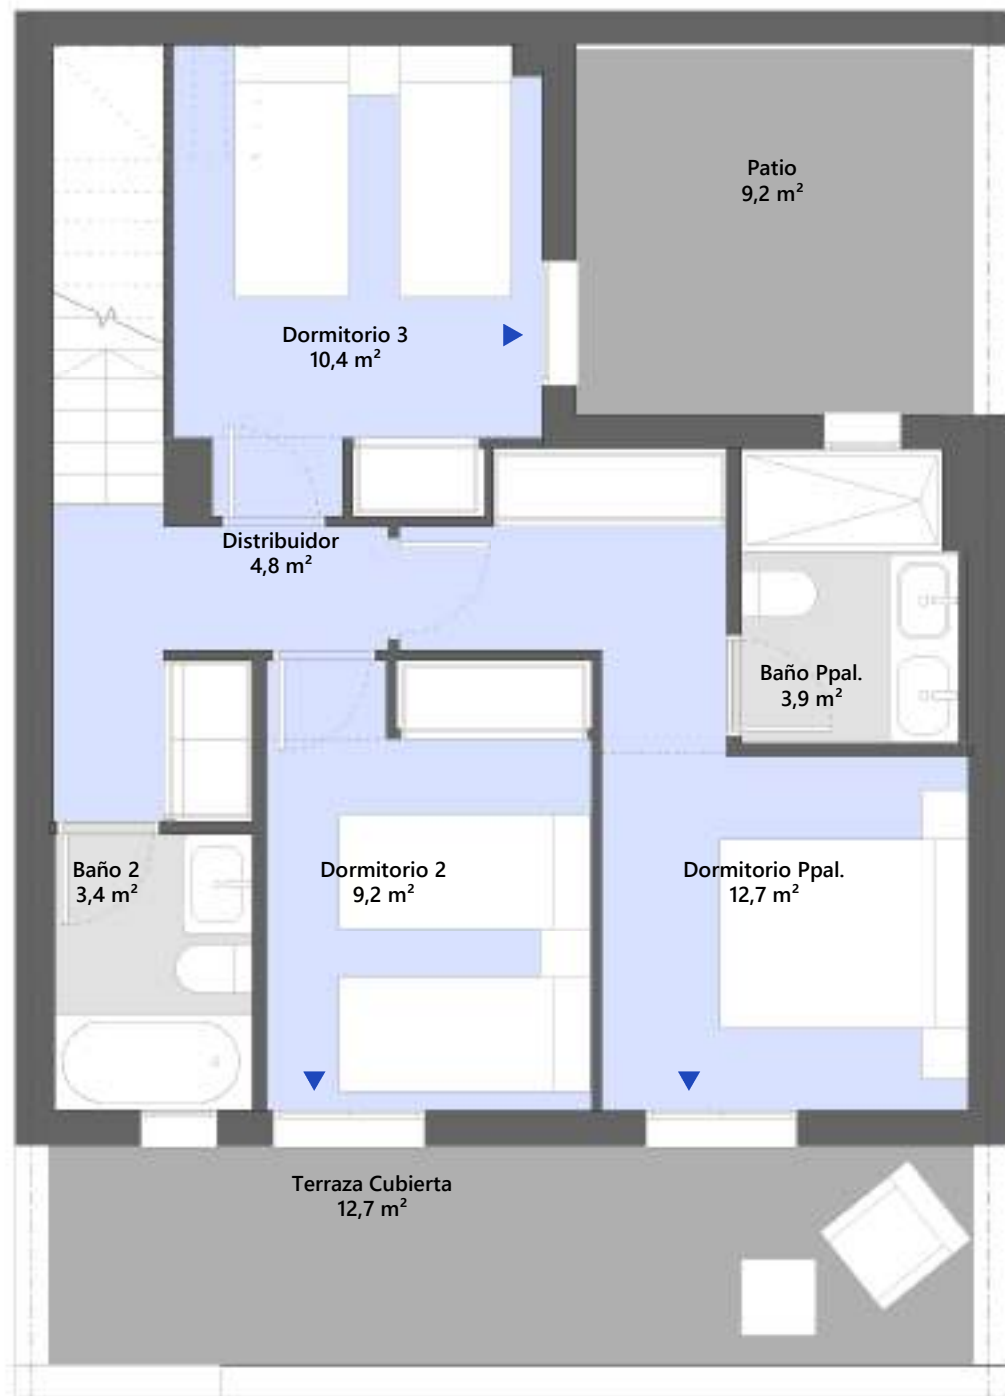 Patio
9,2 m²
Dormitorio 3
10,4 m²
Distribuidor
4,8 m²
Baño Ppal.
3,9 m²
Baño 2
3,4 m²
Dormitorio 2
9,2 m²
Dormitorio Ppal.
12,7 m²
Terraza Cubierta
12,7 m²